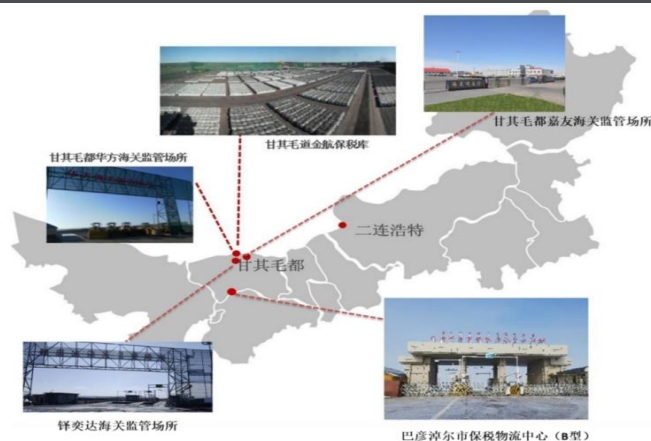 甘其毛都嘉友海关监管场所
甘其毛道金航保税库
甘其毛都华方海关监管场所
二连浩特
甘其毛都
铎奕达海关监管场所
巴彦淖尔市保税物流中心（B型）